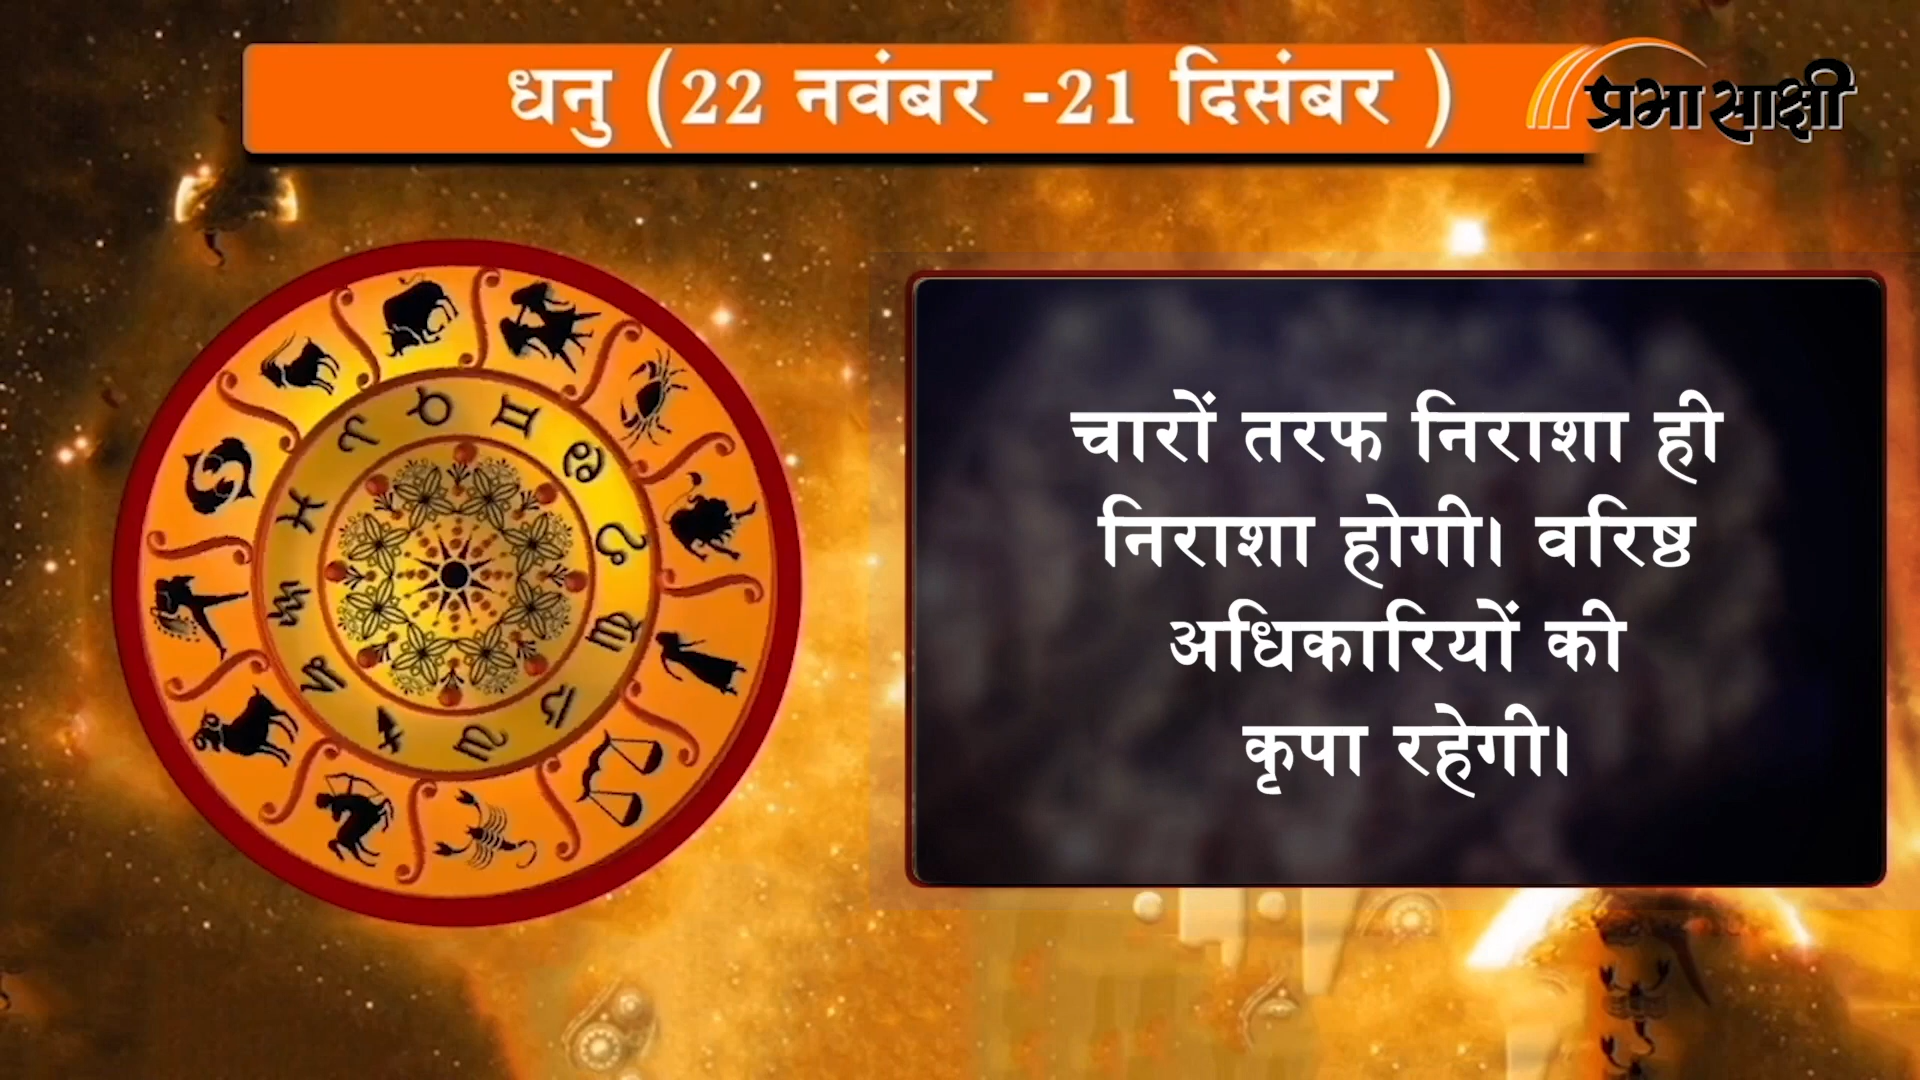 धनु (22 नवंबर -21 दिसंबर )
प्रभासाक्षी
चारों तरफ निराशा ही
निराशा होगी। वरिष्ठ
अधिकारियों की
कृपा रहेगी।